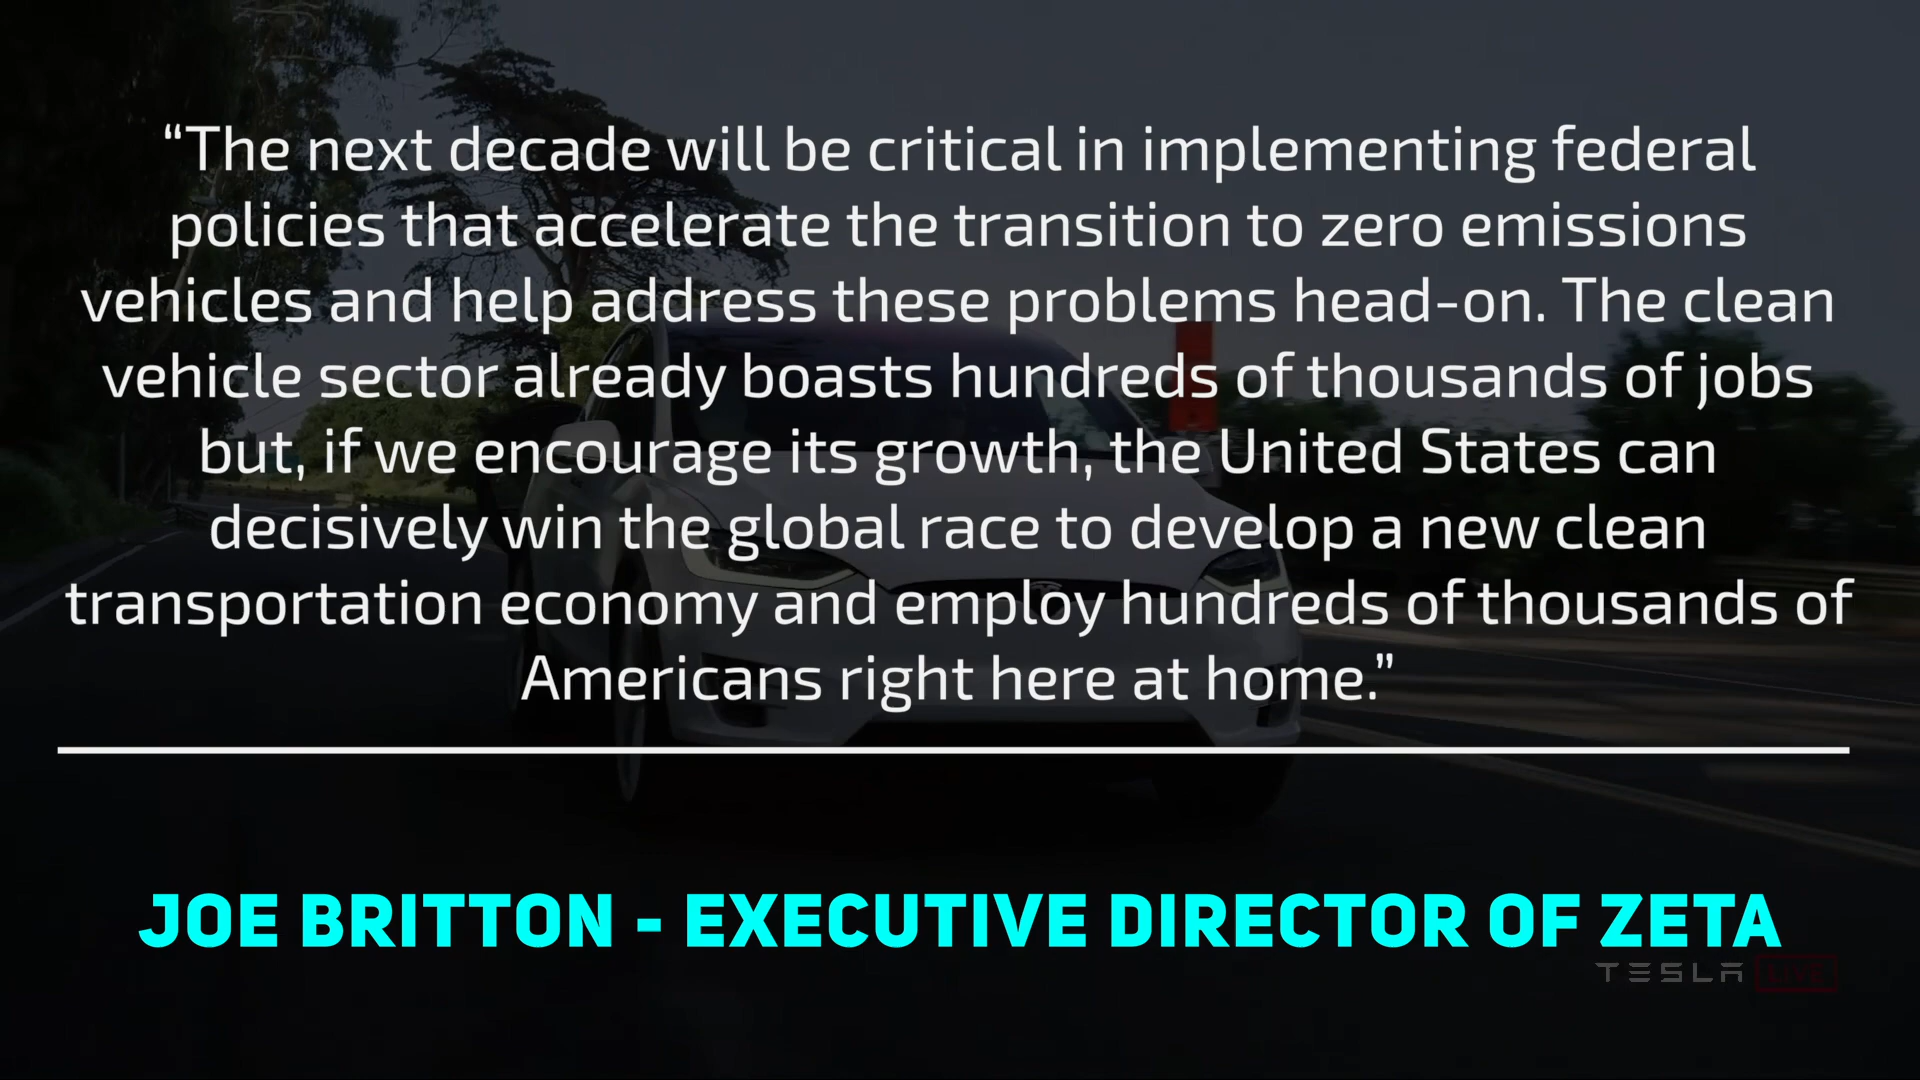 “The next decade will be critical in implementing federal
policies that accelerate the transition to zero emissions
vehicles and help address these problems head-on. The clean
vehicle sector already boasts hundreds of thousands of jobs
but, if we encourage its growth, the United States can
decisively win the global race to develop a new clean
transportation economy and employ hundreds of thousands of
Americans right here at home.”
JOE BRITTON - EXECUTIVE DIRECTOR OF ZETA
TESLA LIVE